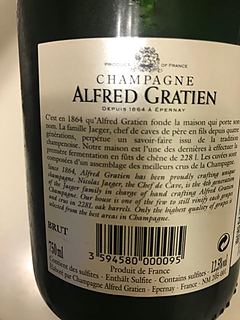 PRODUCT OF FRANCE
CHAMPAGNE
ALFRED GRATIEN
DEPUIS 1864 À EPERNAY
C'est en 1864 qu'Alfred Gratien fonde la maison qui porte son
nom. La famille Jaeger, chef de caves de père en fils depuis quatre
générations, perpétue un savoir-faire issu de la tradition
champenoise. Notre maison est l'une des dernières à effectuer la
première fermentation en fûts de chêne de 228 l. Les cuvées sont
composées d'un assemblage des meilleurs crus de la Champagne.
Since 1864, Alfred Gratien has been proudly crafting unique
champagne. Nicolas Jaeger, the Chef de Cave, is the 4th generation
of the Jaeger family in charge of hand crafting Alfred Gratien
champagne. Our house is one of the few to still vinify each grape
and crus in 228L oak barrels. Only the highest quality of grapes is
selected from the best areas in Champagne.
BRUT
750ml
3 594580 000095
12.5%vol
Produit de France
Contient des sulfites - Enthält Sulfite - Contains sulfites
Elaboré par Champagne Alfred Gratien - Epernay - France - NM